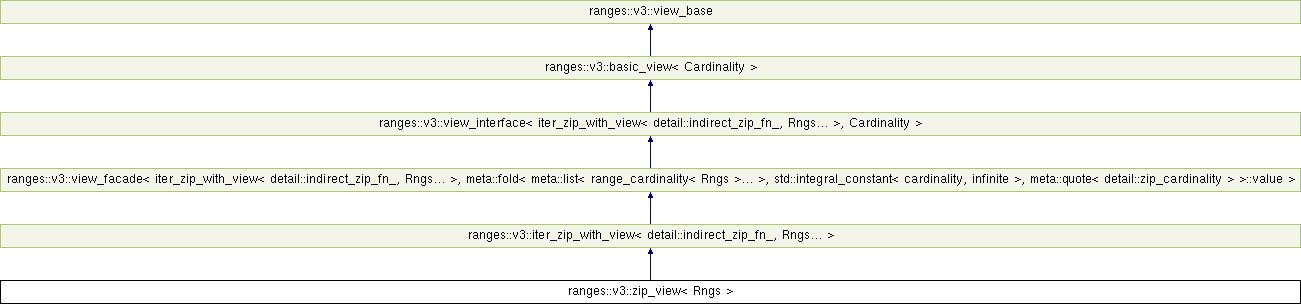 ranges::v3::view_base
ranges::v3::basic_view< Cardinality >
ranges::v3::view_interface< iter_zip_with_view< detail::indirect_zip_fn_, Rngs... >, Cardinality >
ranges::v3::view_facade< iter_zip_with_view< detail::indirect_zip_fn_, Rngs... >, meta::fold< meta::list< range_cardinality< Rngs >... >, std::integral_constant< cardinality, infinite >, meta::quote< detail::zip_cardinality > >::value >
ranges::v3::iter_zip_with_view< detail::indirect_zip_fn_, Rngs... >
ranges::v3::zip_view< Rngs >